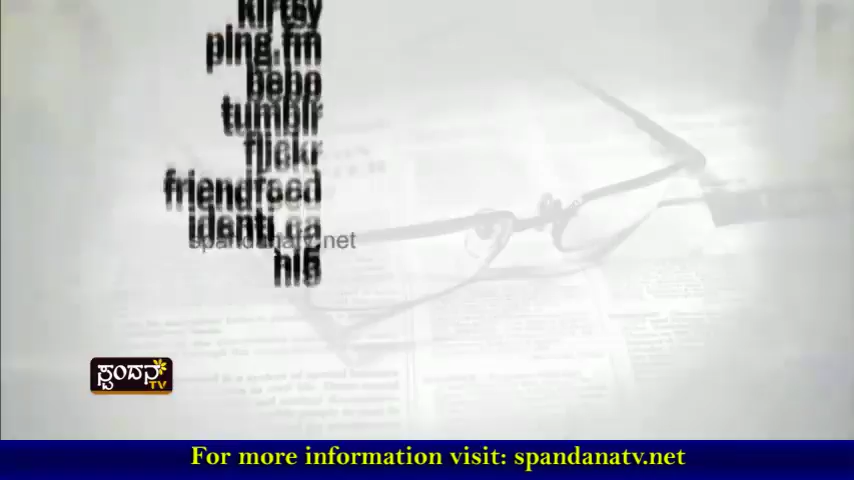 kirtsy
ping.fm
bebo
tumblr
flickr
friendfeed
identi.ca
spandanatv.net
hi5
ಸ್ಪಂದನ
TV
For more information visit: spandanatv.net